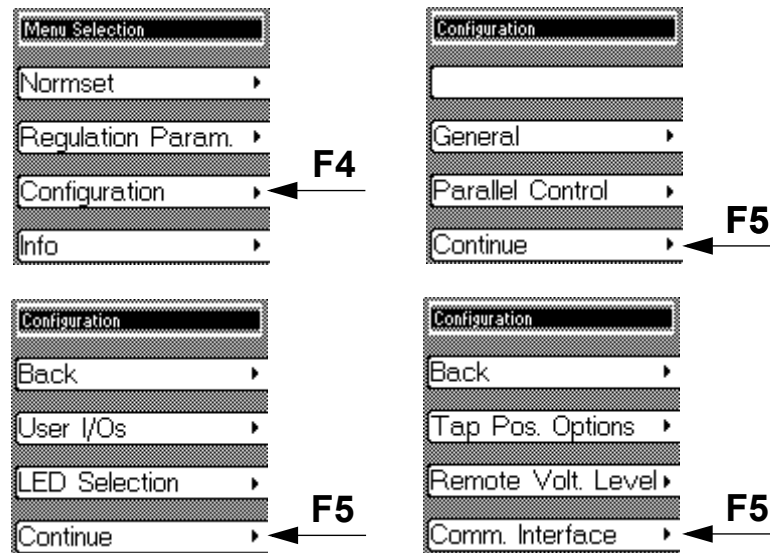 Menu Selection
Normset
Regulation Param.
Configuration
F4
Info
Configuration
General
Parallel Control
Continue
F5
Configuration
Back
User I/Os
LED Selection
Continue
F5
Configuration
Back
Tap Pos. Options
Remote Volt. Level
Comm. Interface
F5